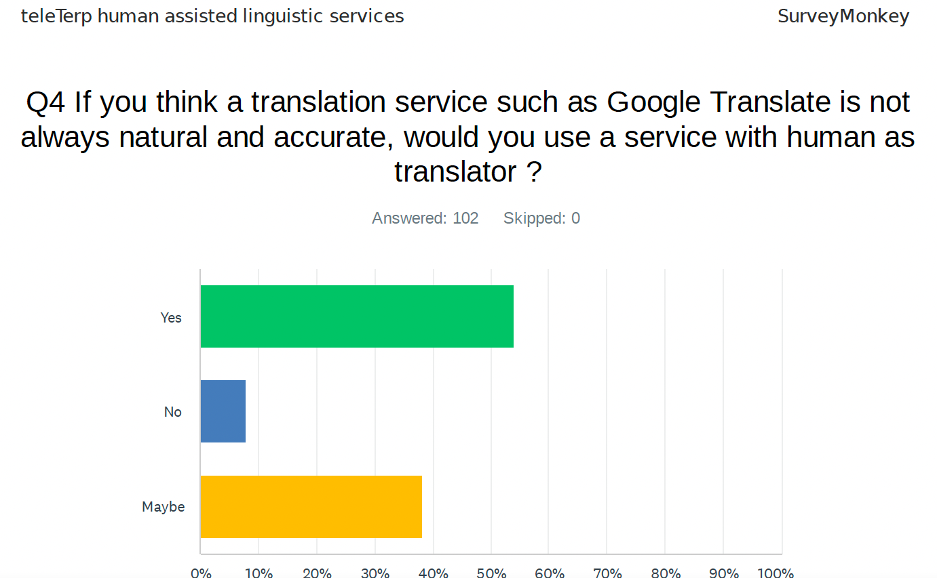 teleTerp human assisted linguistic services
SurveyMonkey
Q4 If you think a translation service such as Google Translate is not
always natural and accurate, would you use a service with human as
translator ?
Answered: 102 Skipped: 0
Yes
No
Maybe
0% 10% 20% 30% 40% 50% 60% 70% 80% 90% 100%